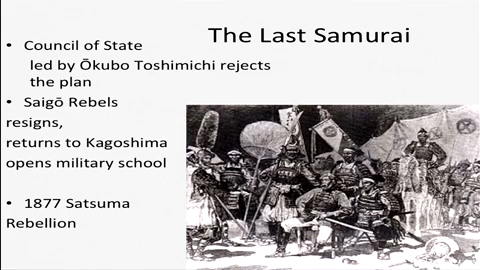 The Last Samurai
• Council of State
led by Ōkubo Toshimichi rejects
the plan
• Saigō Rebels
resigns,
returns to Kagoshima
opens military school
• 1877 Satsuma
Rebellion